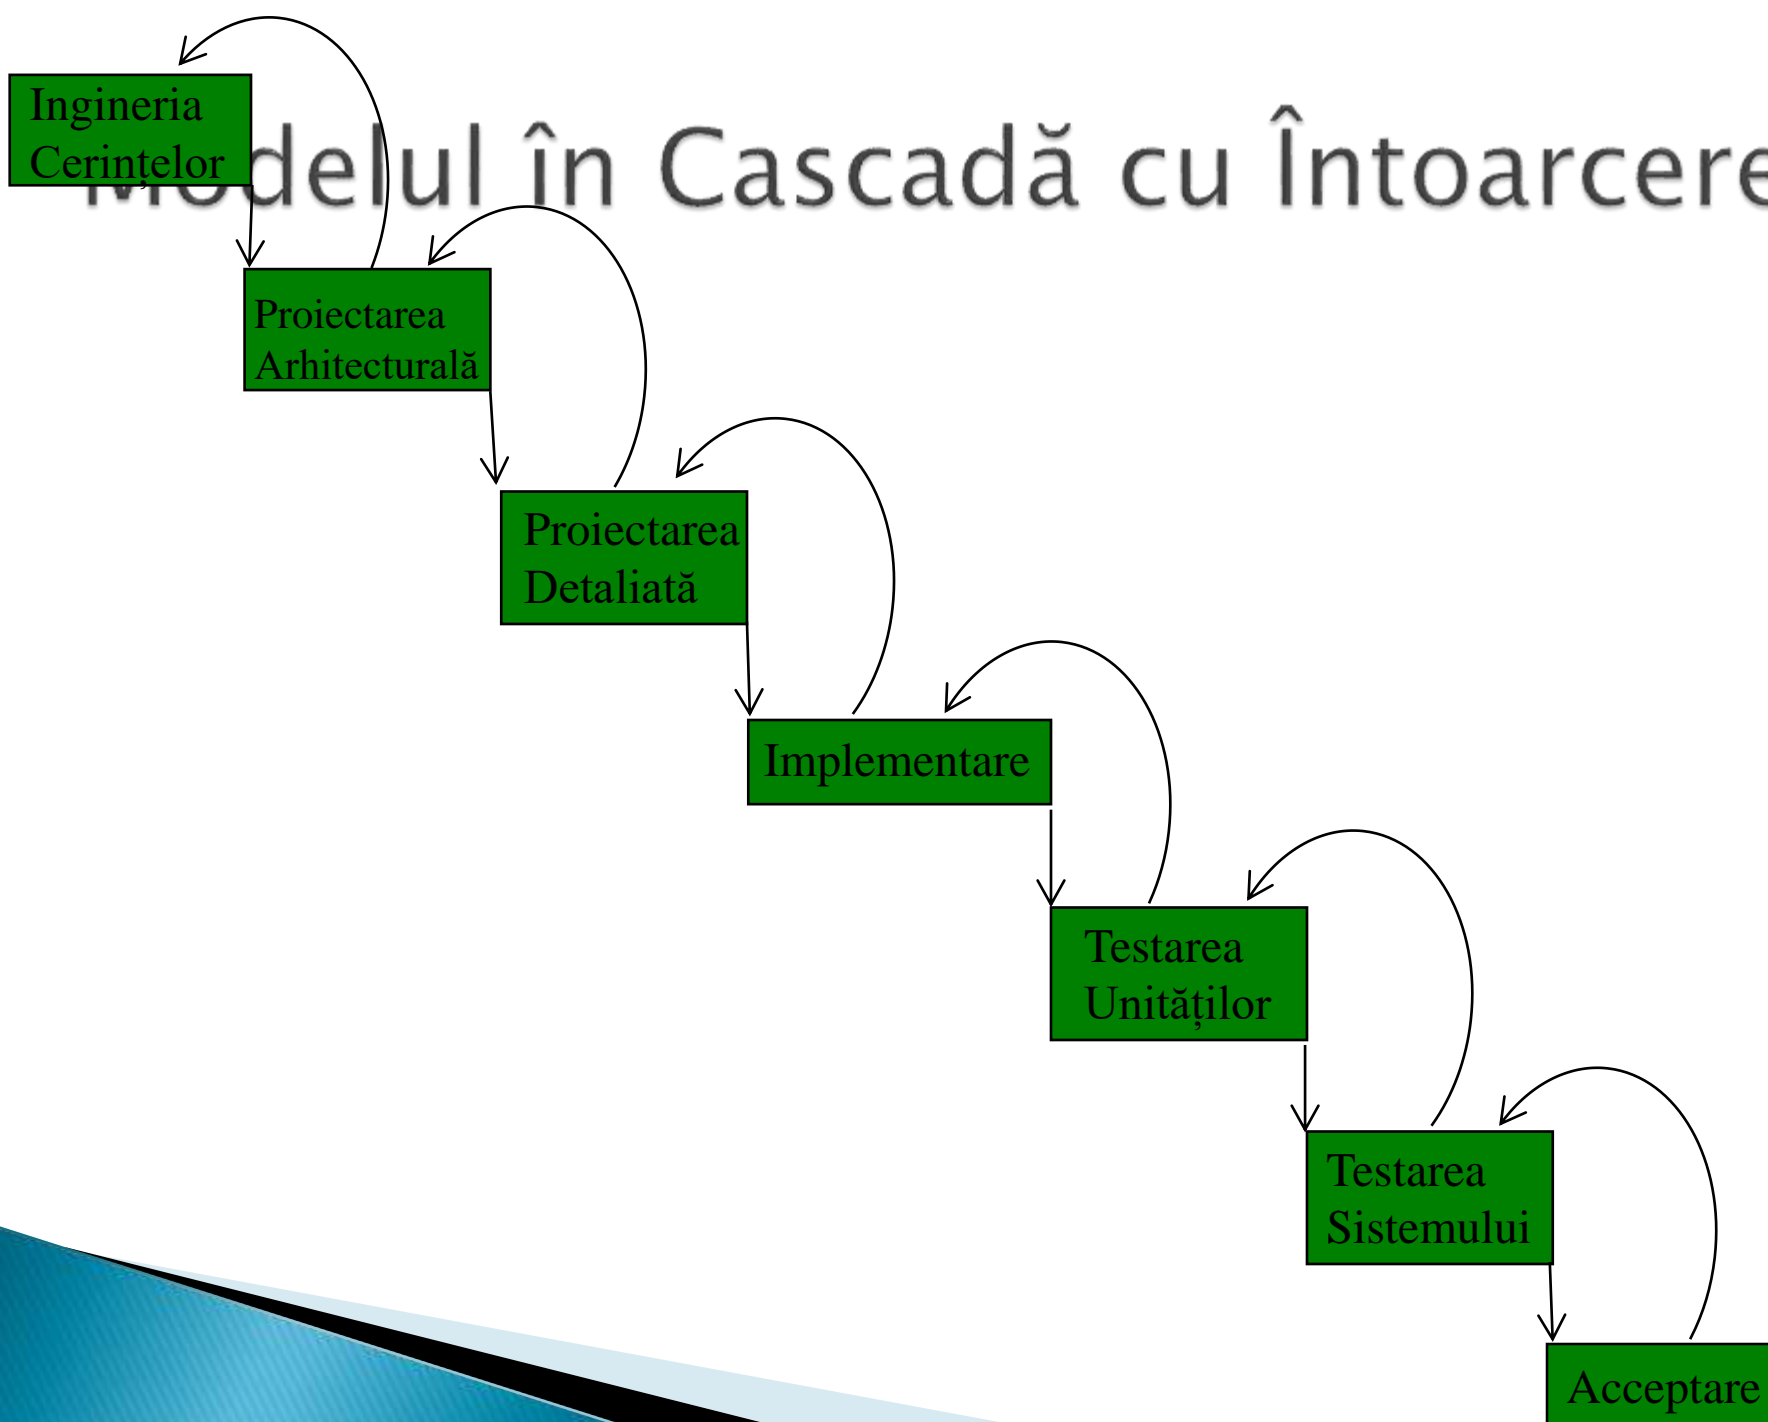 Modelul în Cascadă cu Întoarcere
Ingineria
Cerințelor
Proiectarea
Arhitecturală
Proiectarea
Detaliată
Implementare
Testarea
Unităților
Testarea
Sistemului
Acceptare